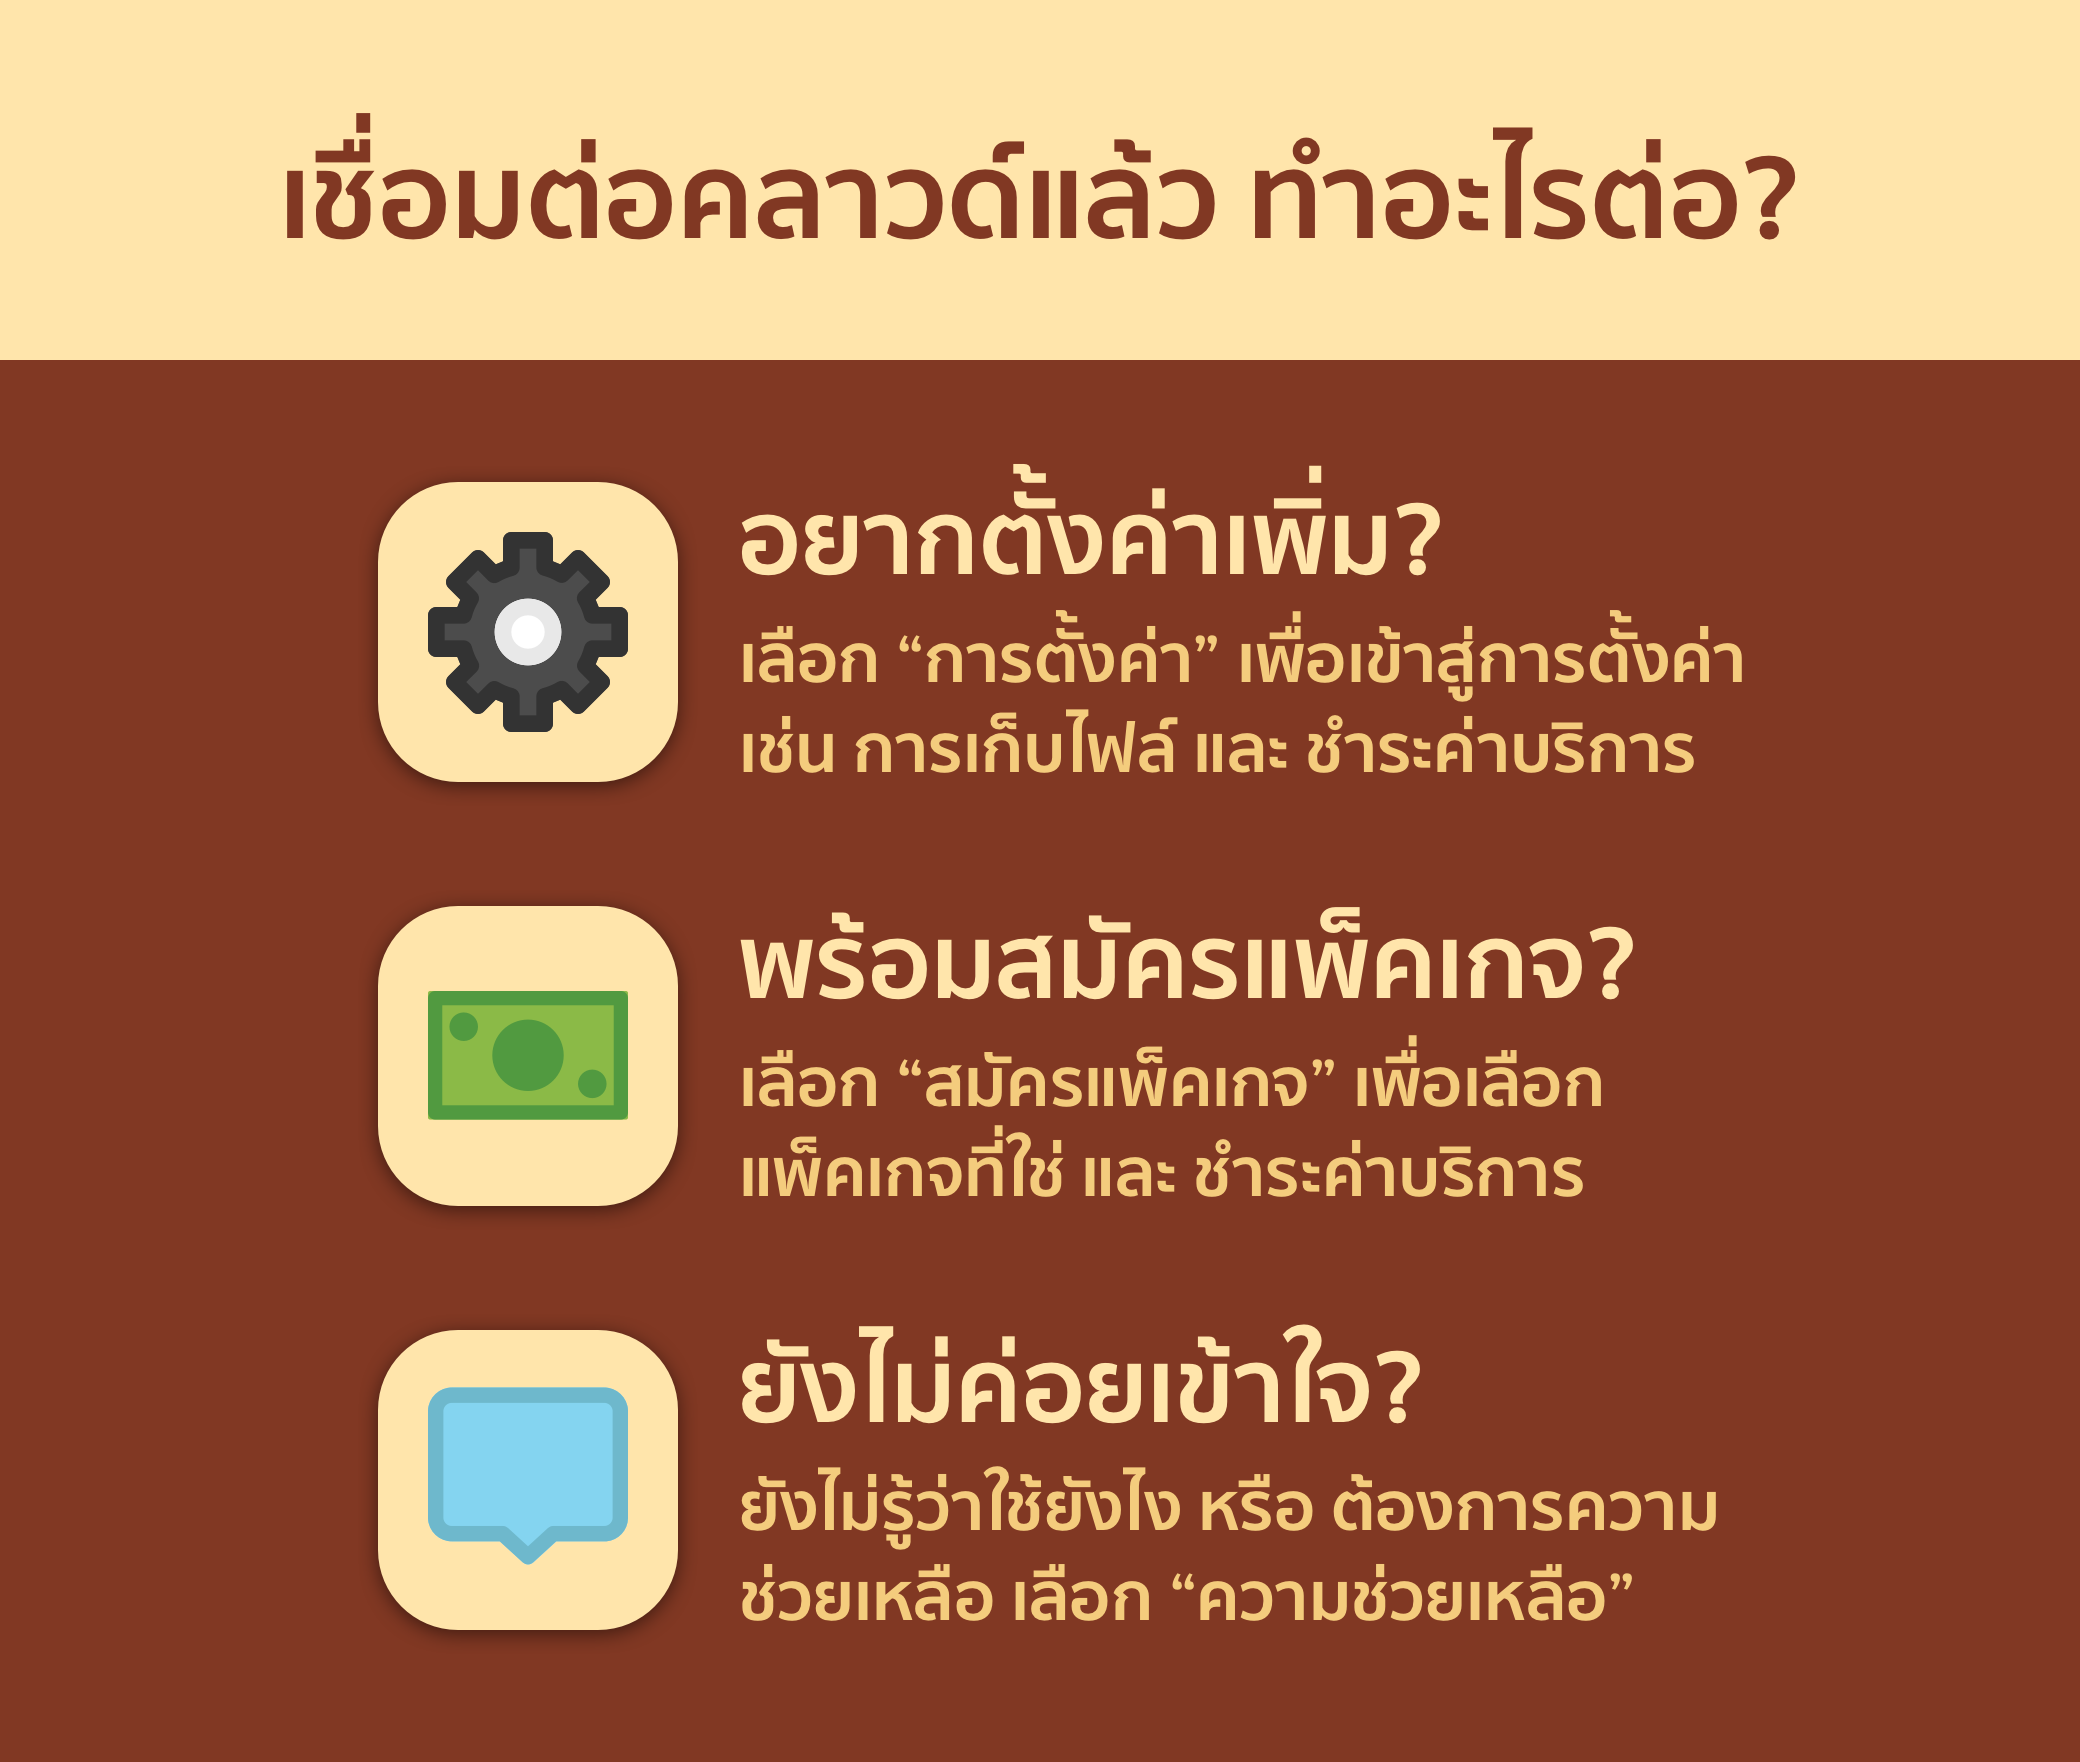 เชื่อมต่อคลาวด์แล้ว ทำอะไรต่อ?
อยากตั้งค่าเพิ่ม?
เลือก “การตั้งค่า” เพื่อเข้าสู่การตั้งค่า
เช่น การเก็บไฟล์ และ ชำระค่าบริการ
พร้อมสมัครแพ็คเกจ?
เลือก “สมัครแพ็คเกจ” เพื่อเลือก
แพ็คเกจที่ใช่ และ ชำระค่าบริการ
ยังไม่ค่อยเข้าใจ?
ยังไม่รู้ว่าใช้ยังไง หรือ ต้องการความ
ช่วยเหลือ เลือก “ความช่วยเหลือ”